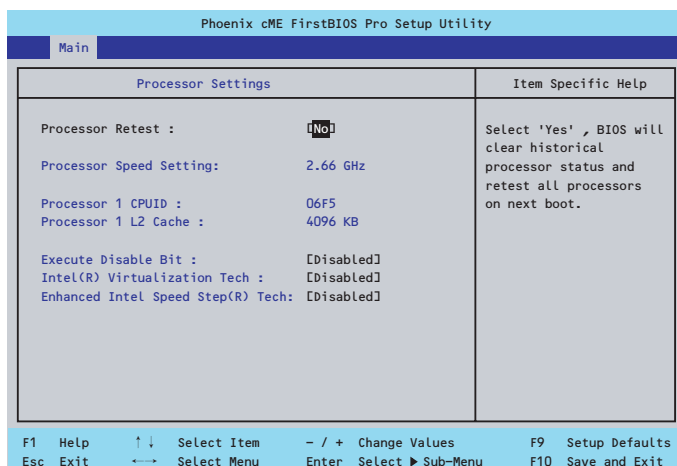 Phoenix cME FirstBIOS Pro Setup Utility
Main
Processor Settings
Item Specific Help
Processor Retest : [No]
Processor Speed Setting: 2.66 GHz
Processor 1 CPUID : 06F5
Processor 1 L2 Cache : 4096 KB
Execute Disable Bit : [Disabled]
Intel(R) Virtualization Tech : [Disabled]
Enhanced Intel Speed Step(R) Tech: [Disabled]
Select 'Yes' , BIOS will
clear historical
processor status and
retest all processors
on next boot.
F1 Help ↑↓ Select Item - / + Change Values F9 Setup Defaults
Esc Exit ←→ Select Menu Enter Select ▶ Sub-Menu F10 Save and Exit